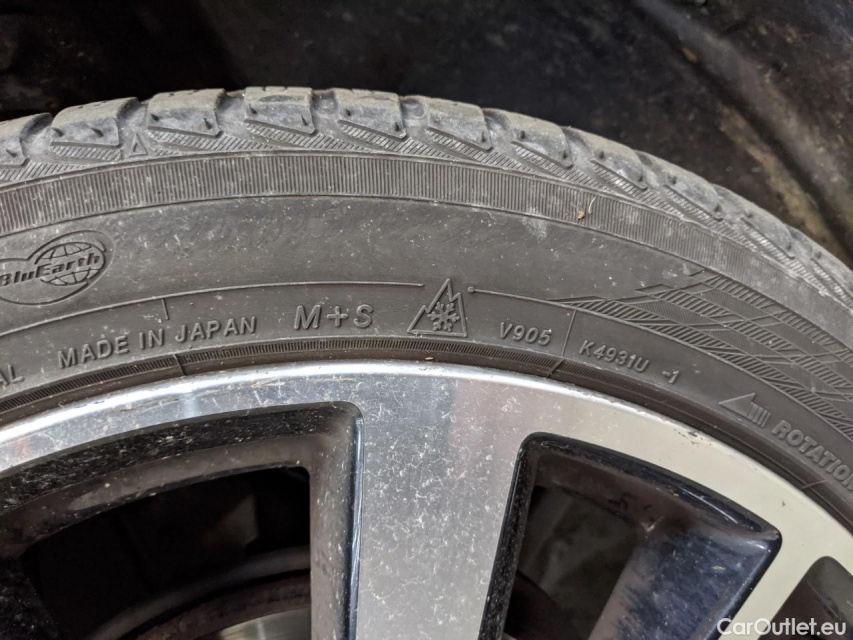 BluEarth
AL MADE IN JAPAN M+S V905 K4931U -1
ROTATION
CarOutlet.eu